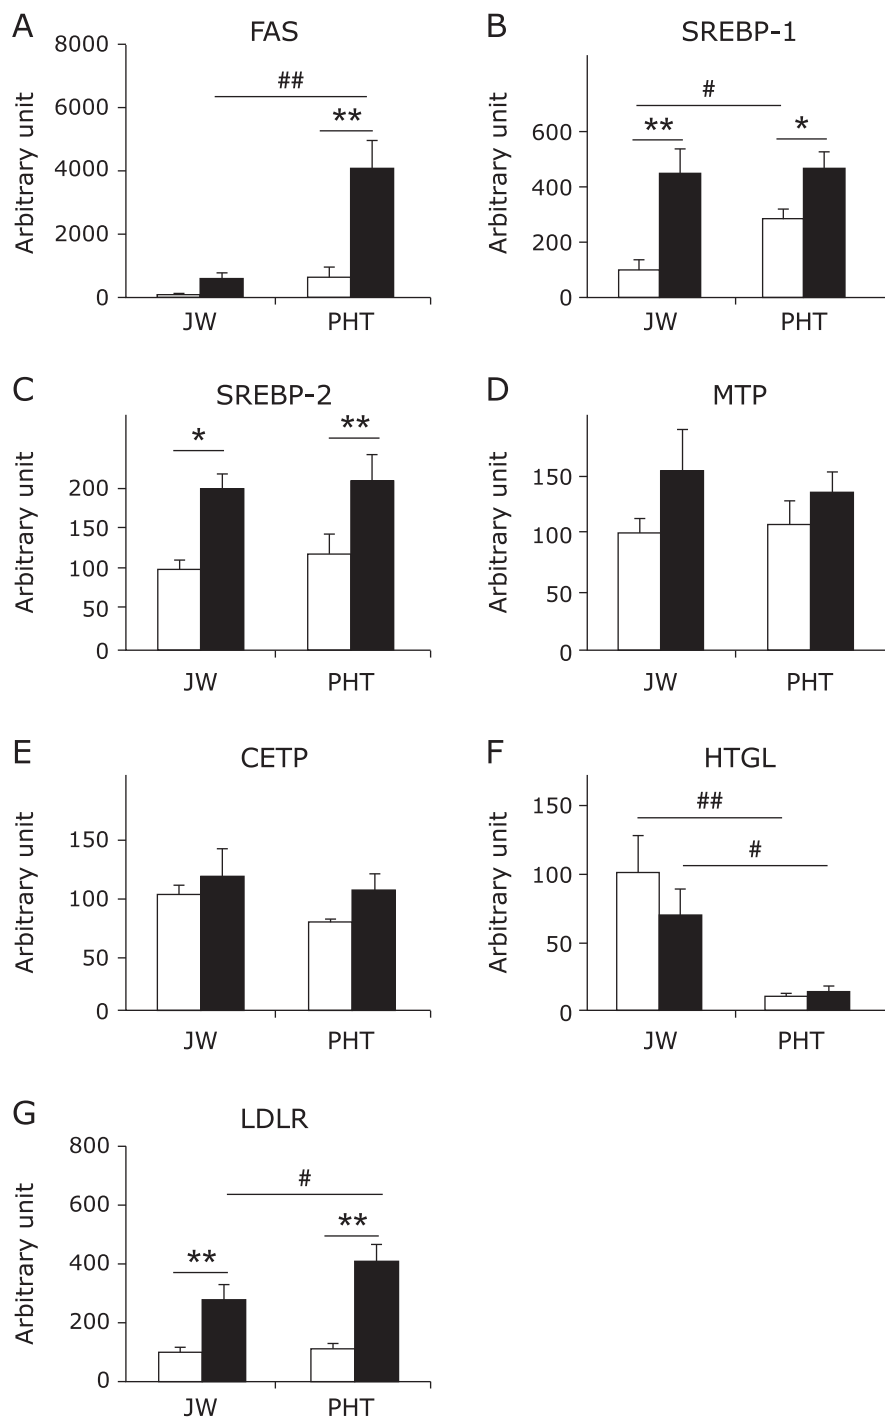 A
FAS
8000
6000
4000
2000
0
Arbitrary unit
##
**
JW
PHT
B
SREBP-1
600
400
200
0
Arbitrary unit
#
**
*
JW
PHT
C
SREBP-2
200
150
100
50
0
Arbitrary unit
*
**
JW
PHT
D
MTP
150
100
50
0
Arbitrary unit
JW
PHT
E
CETP
150
100
50
0
Arbitrary unit
JW
PHT
F
HTGL
150
100
50
0
Arbitrary unit
##
#
JW
PHT
G
LDLR
800
600
400
200
0
Arbitrary unit
#
**
**
JW
PHT